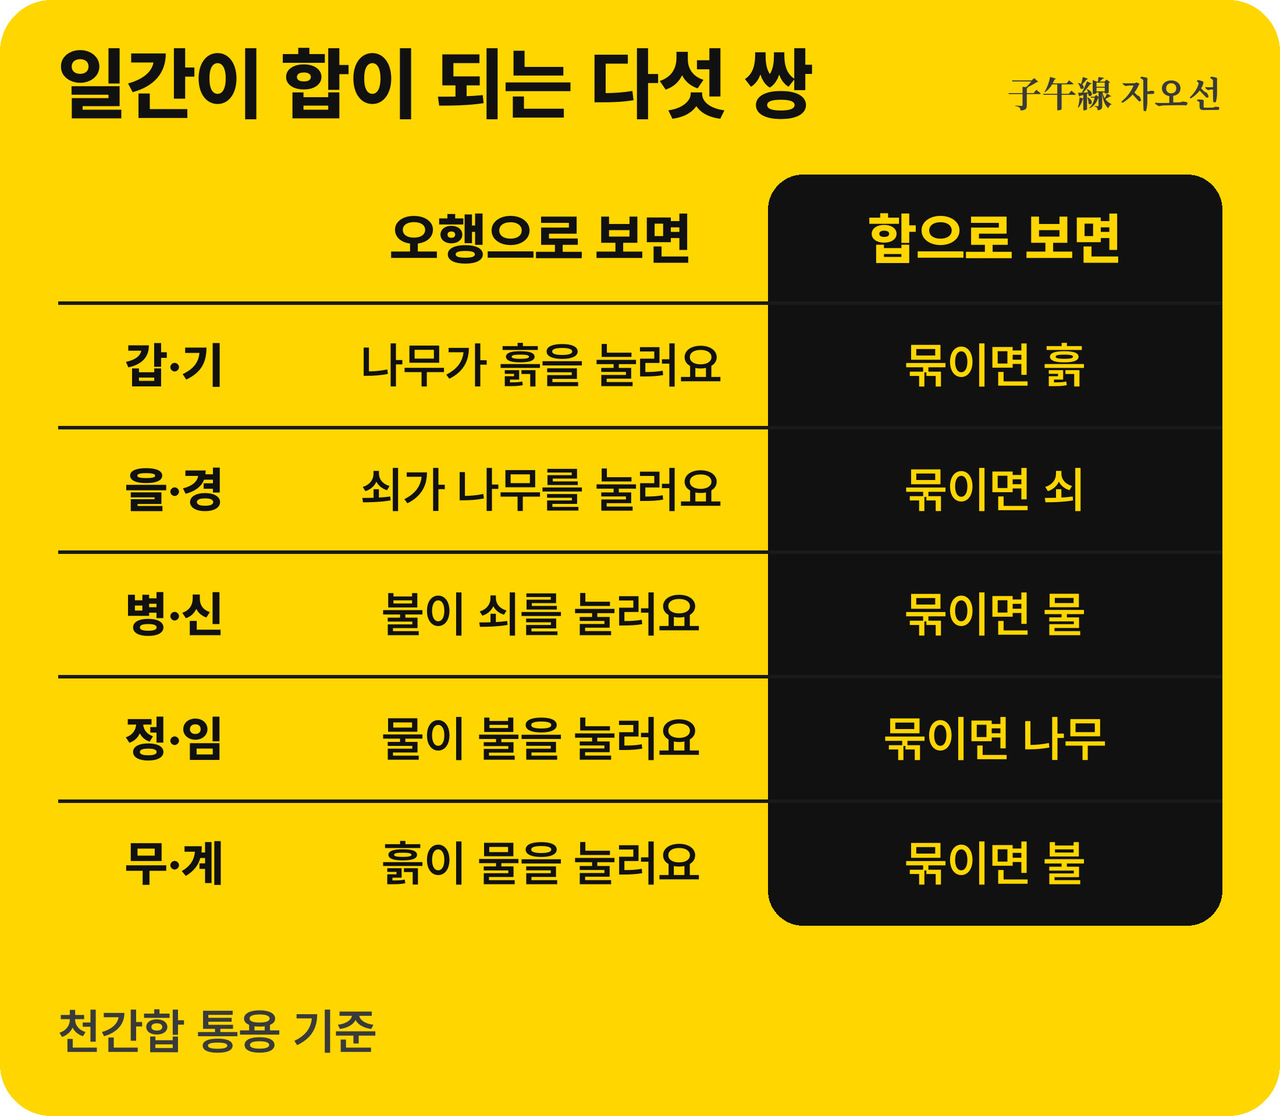 일간이 합이 되는 다섯 쌍
子午線 자오선
오행으로 보면 합으로 보면
갑·기 나무가 흙을 눌러요 묶이면 흙
을·경 쇠가 나무를 눌러요 묶이면 쇠
병·신 불이 쇠를 눌러요 묶이면 물
정·임 물이 불을 눌러요 묶이면 나무
무·계 흙이 물을 눌러요 묶이면 불
천간합 통용 기준